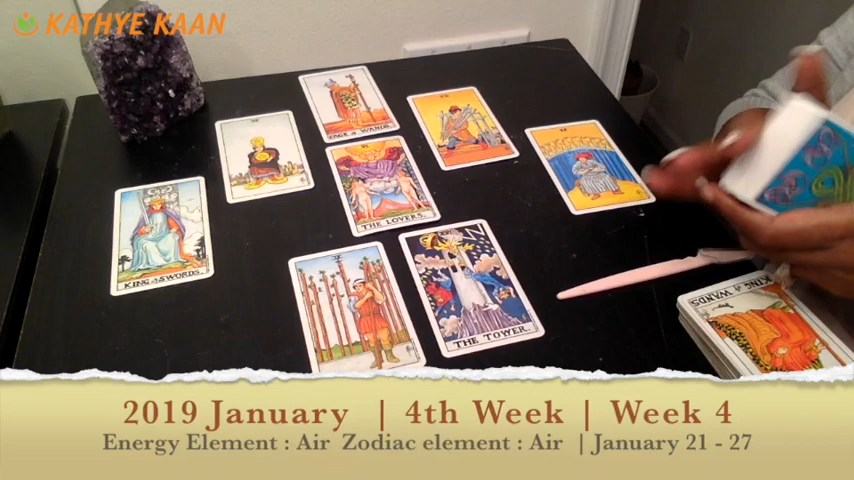 KATHYE KAAN
PAGE of WANDS.
THE LOVERS.
KING of SWORDS.
THE TOWER.
KING of WANDS.
2019 January | 4th Week | Week 4
Energy Element : Air Zodiac element : Air | January 21 - 27